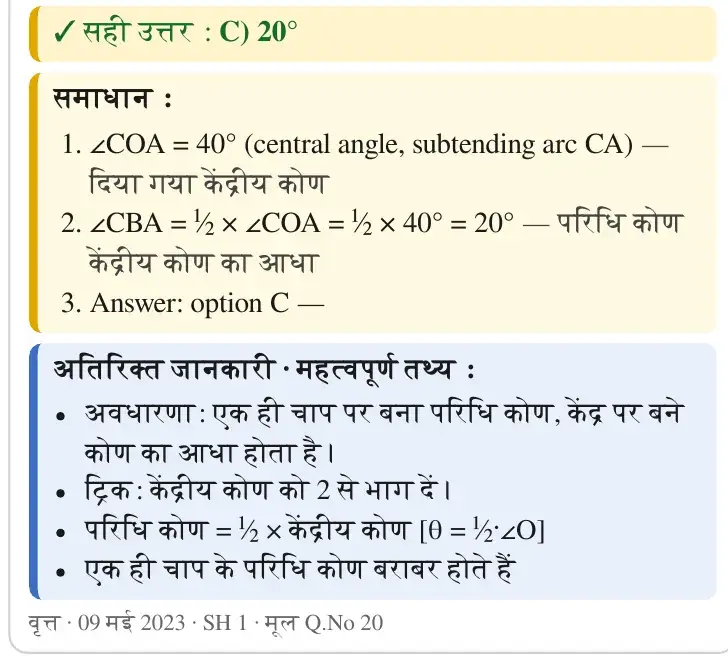 ✓ सही उत्तर : C) 20°
समाधान :
1. ∠COA = 40° (central angle, subtending arc CA) —
दिया गया केंद्रीय कोण
2. ∠CBA = ½ × ∠COA = ½ × 40° = 20° — परिधि कोण
केंद्रीय कोण का आधा
3. Answer: option C —
अतिरिक्त जानकारी · महत्वपूर्ण तथ्य :
• अवधारणा : एक ही चाप पर बना परिधि कोण, केंद्र पर बने
कोण का आधा होता है।
• ट्रिक : केंद्रीय कोण को 2 से भाग दें।
• परिधि कोण = ½ × केंद्रीय कोण [θ = ½·∠O]
• एक ही चाप के परिधि कोण बराबर होते हैं
वृत्त · 09 मई 2023 · SH 1 · मूल Q.No 20